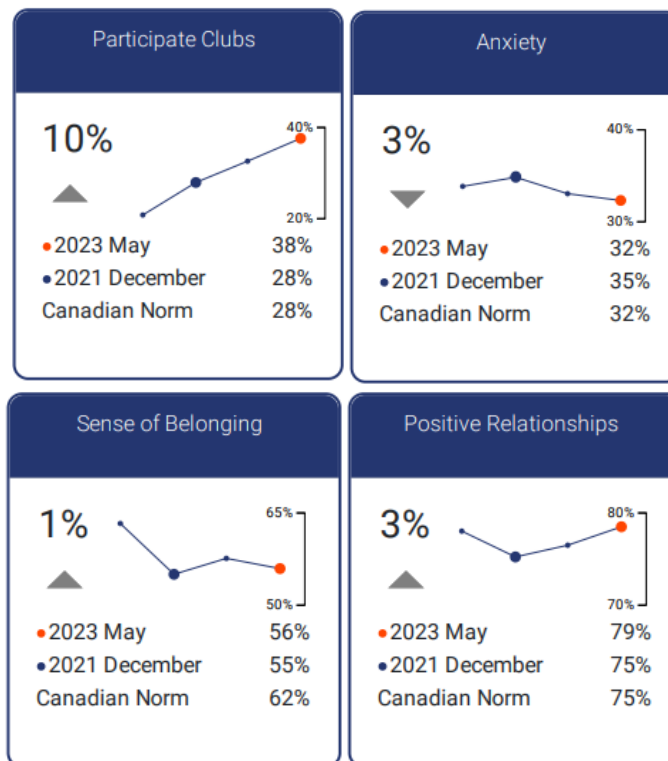 Participate Clubs
10%
40%
20%
2023 May 38%
2021 December 28%
Canadian Norm 28%
Anxiety
3%
40%
30%
2023 May 32%
2021 December 35%
Canadian Norm 32%
Sense of Belonging
1%
65%
50%
2023 May 56%
2021 December 55%
Canadian Norm 62%
Positive Relationships
3%
80%
70%
2023 May 79%
2021 December 75%
Canadian Norm 75%